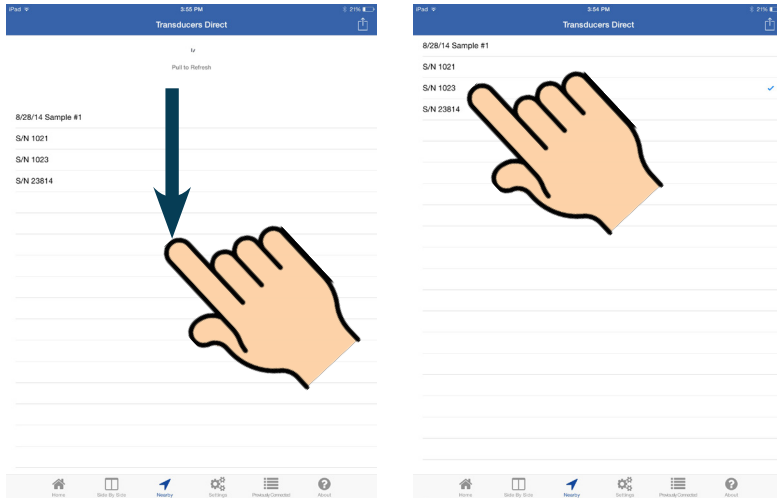 iPad 3:55 PM 21%
Transducers Direct
Pull to Refresh
8/28/14 Sample #1
S/N 1021
S/N 1023
S/N 23814
Home Side By Side Nearby Settings Previously Connected About
iPad 3:54 PM 21%
Transducers Direct
8/28/14 Sample #1
S/N 1021
S/N 1023
S/N 23814
Home Side By Side Nearby Settings Previously Connected About